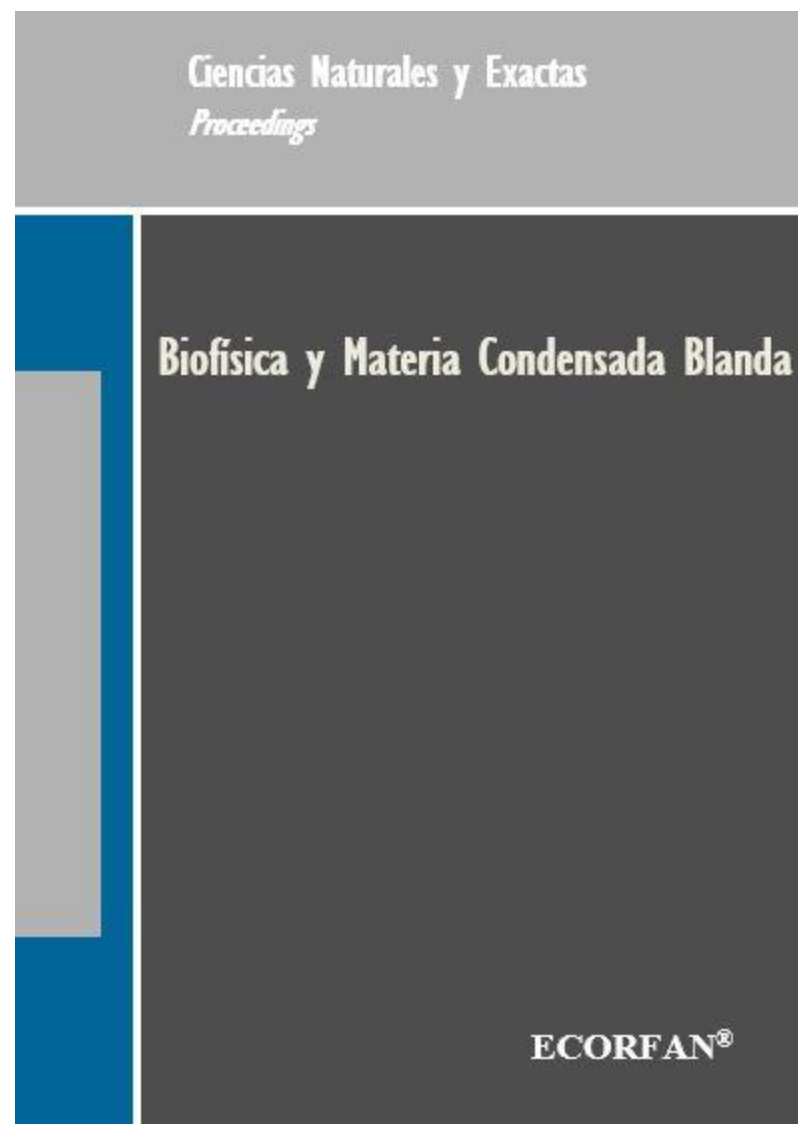 Ciencias Naturales y Exactas
Proceedings
Biofísica y Materia Condensada Blanda
ECORFAN®